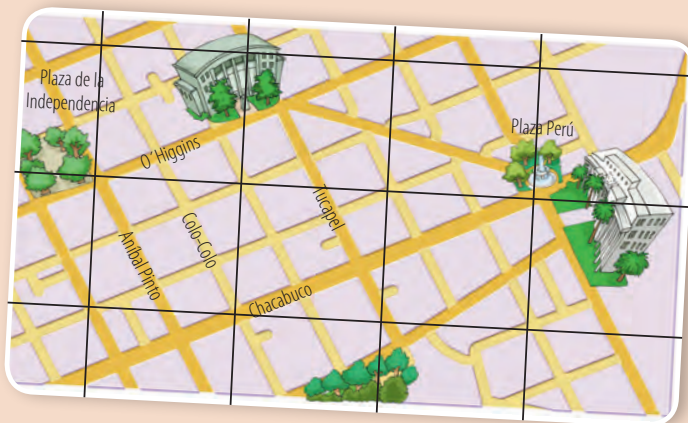 Plaza de la
Independencia
O´Higgins
Plaza Perú
Tucapel
Colo-Colo
Aníbal Pinto
Chacabuco